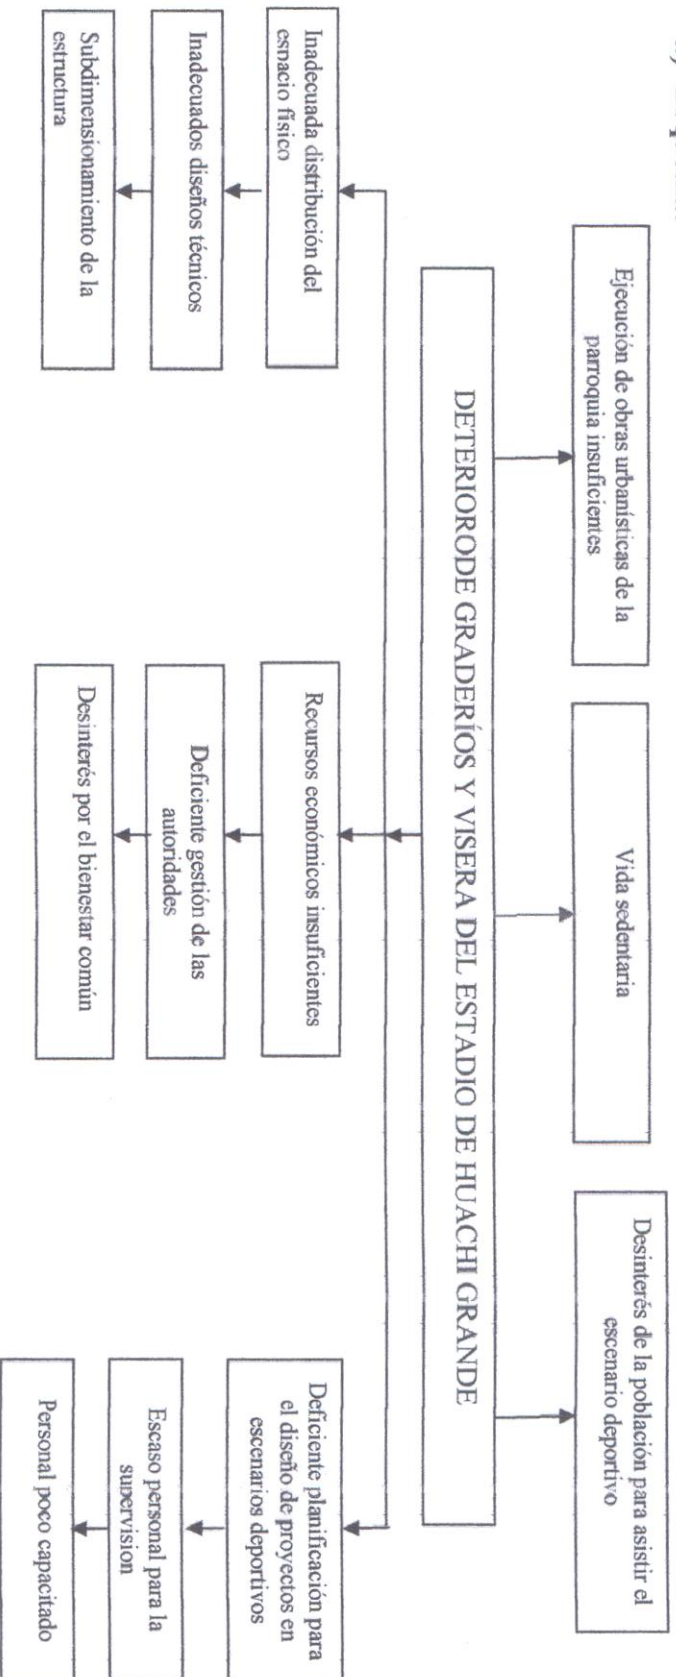 Ejecución de obras urbanísticas de la
parroquia insuficientes
Vida sedentaria
Desinterés de la población para asistir el
escenario deportivo
DETERIORODE GRADERÍOS Y VISERA DEL ESTADIO DE HUACHI GRANDE
Inadecuada distribución del
espacio físico
Inadecuados diseños técnicos
Subdimensionamiento de la
estructura
Recursos económicos insuficientes
Deficiente gestión de las
autoridades
Desinterés por el bienestar común
Deficiente planificación para
el diseño de proyectos en
escenarios deportivos
Escaso personal para la
supervision
Personal poco capacitado